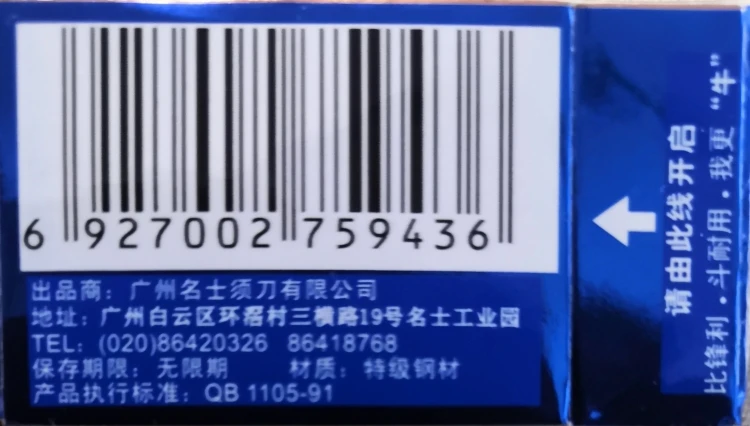 6 927002 759436
出品商：广州名士须刀有限公司
地址：广州白云区环滘村三横路19号名士工业园
TEL：(020)86420326 86418768
保存期限：无限期 材质：特级钢材
产品执行标准：QB 1105-91
请由此线开启
比锋利·斗耐用·我更“牛”